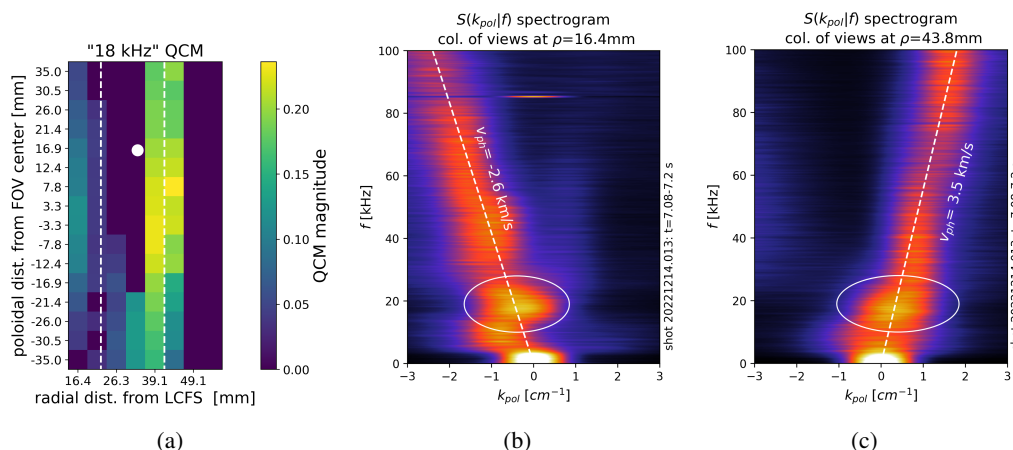 "18 kHz" QCM
35.0
30.5
26.0
21.4
16.9
12.4
7.8
3.3
-3.3
-7.8
-12.4
-16.9
-21.4
-26.0
-30.5
-35.0
poloidal dist. from FOV center [mm]
16.4 26.3 39.1 49.1
radial dist. from LCFS [mm]
0.20
0.15
0.10
0.05
0.00
QCM magnitude
(a)
S(kpol|f) spectrogram
col. of views at ρ=16.4mm
100
80
60
40
20
0
f [kHz]
vph= -2.6 km/s
−3 −2 −1 0 1 2 3
kpol [cm⁻¹]
shot 20221214.013: t=7.08-7.2 s
(b)
S(kpol|f) spectrogram
col. of views at ρ=43.8mm
100
80
60
40
20
0
f [kHz]
vph= 3.5 km/s
−3 −2 −1 0 1 2 3
kpol [cm⁻¹]
(c)